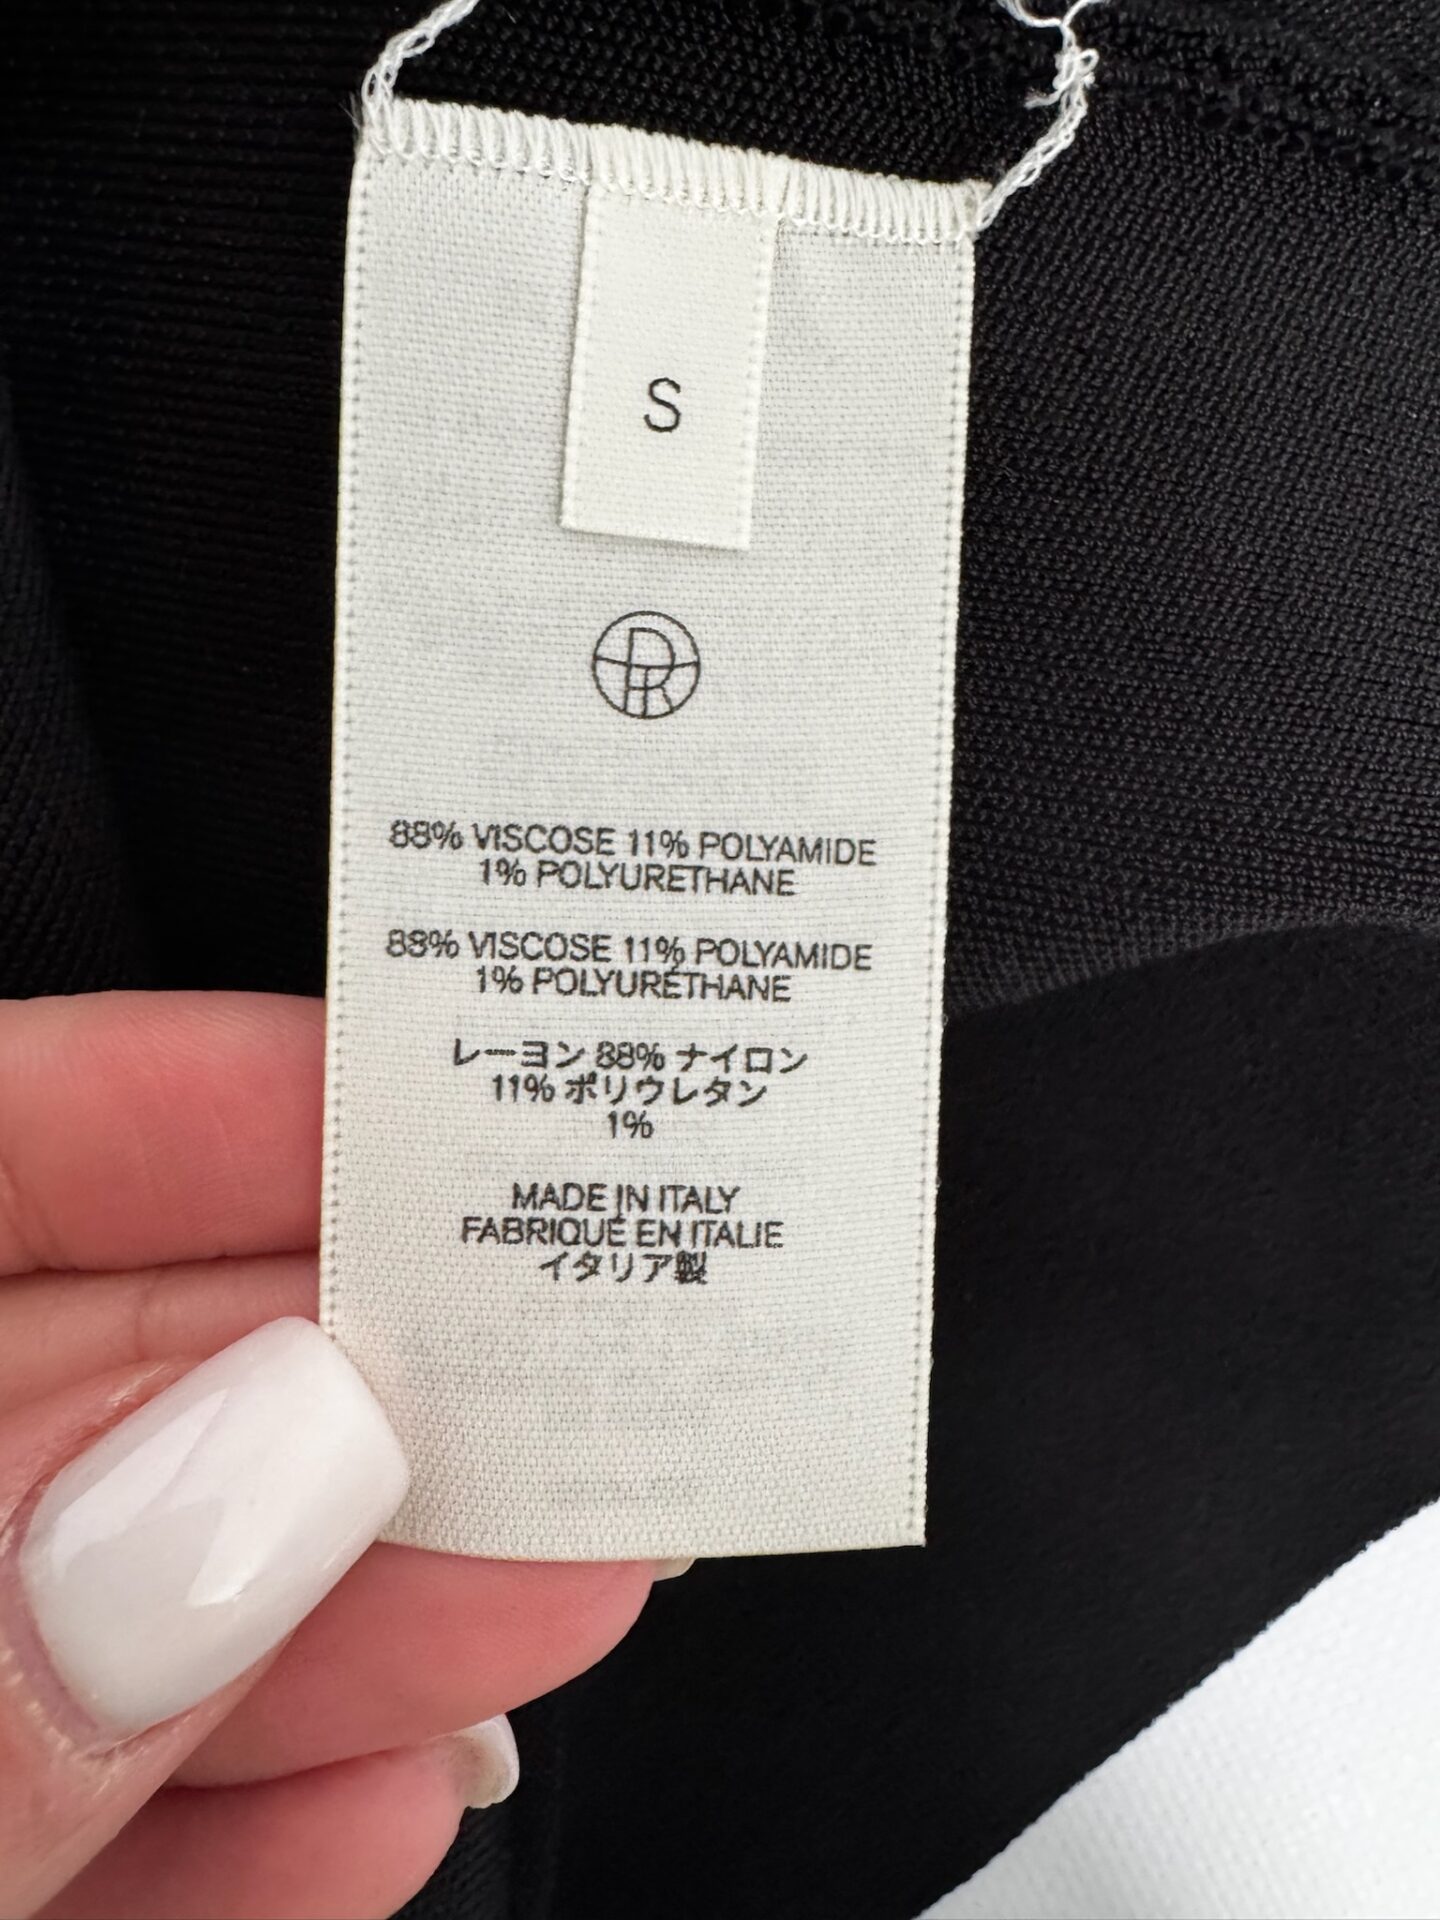 S
TR
88% VISCOSE 11% POLYAMIDE
1% POLYURETHANE
88% VISCOSE 11% POLYAMIDE
1% POLYURÉTHANE
レーヨン 88% ナイロン
11% ポリウレタン
1%
MADE IN ITALY
FABRIQUÉ EN ITALIE
イタリア製